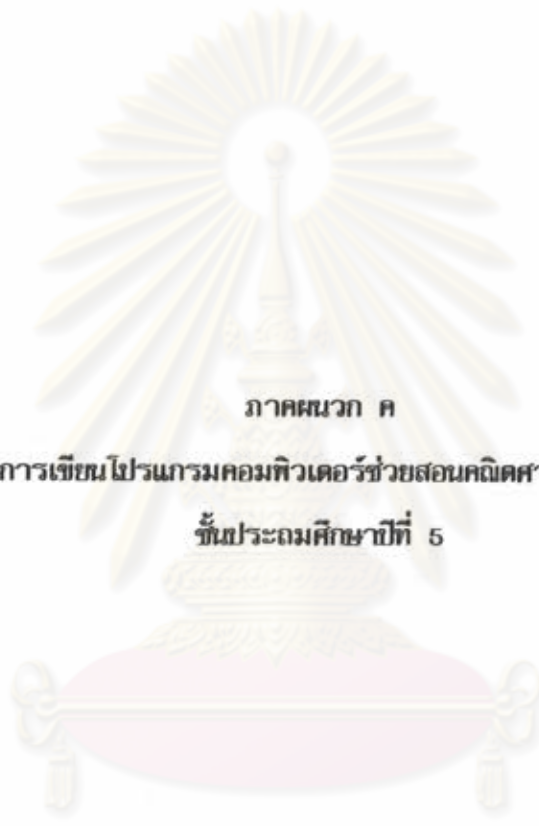 ภาคผนวก ค
การเขียนโปรแกรมคอมพิวเตอร์ช่วยสอนคณิตศา
ชั้นประถมศึกษาปีที่ 5